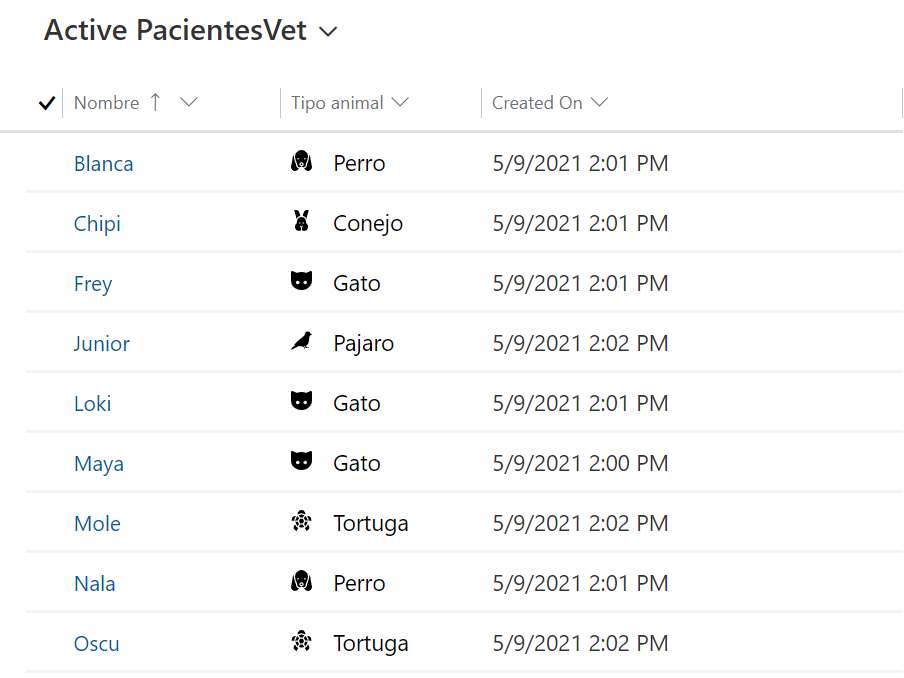 Active PacientesVet
Nombre Tipo animal Created On
Blanca Perro 5/9/2021 2:01 PM
Chipi Conejo 5/9/2021 2:01 PM
Frey Gato 5/9/2021 2:01 PM
Junior Pajaro 5/9/2021 2:02 PM
Loki Gato 5/9/2021 2:01 PM
Maya Gato 5/9/2021 2:00 PM
Mole Tortuga 5/9/2021 2:02 PM
Nala Perro 5/9/2021 2:01 PM
Oscu Tortuga 5/9/2021 2:02 PM